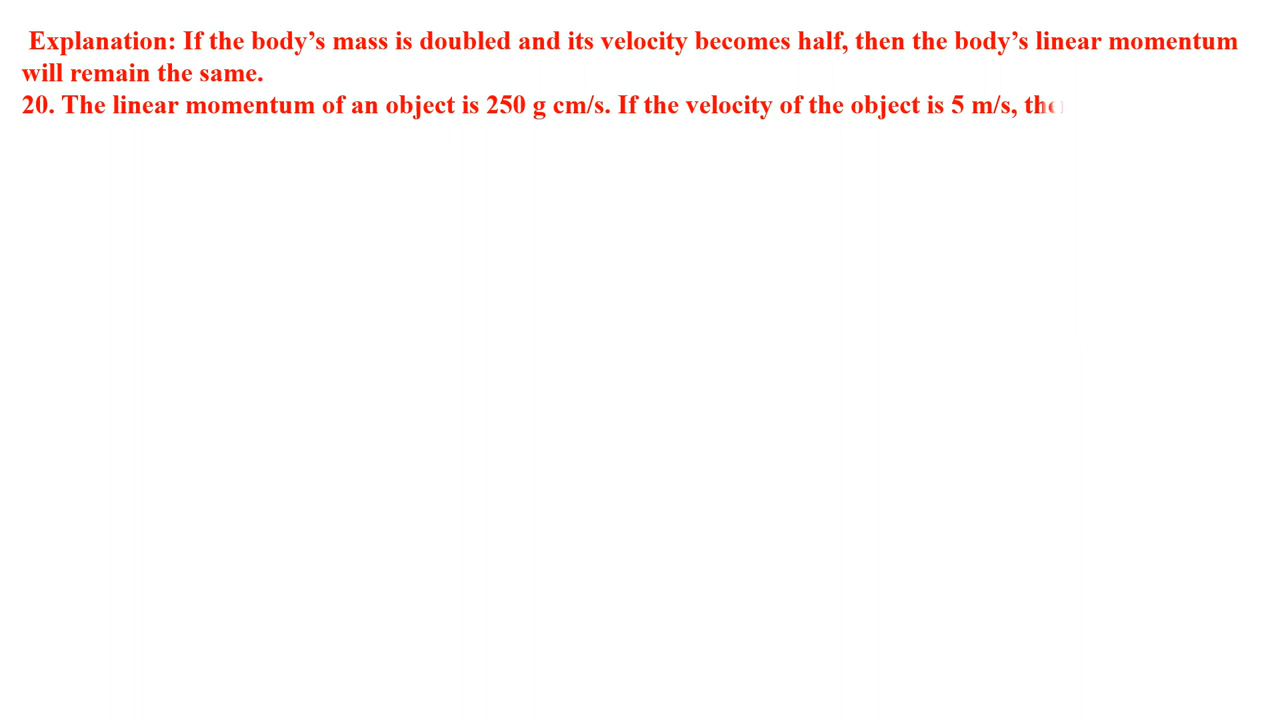 Explanation: If the body’s mass is doubled and its velocity becomes half, then the body’s linear momentum
will remain the same.
20. The linear momentum of an object is 250 g cm/s. If the velocity of the object is 5 m/s,